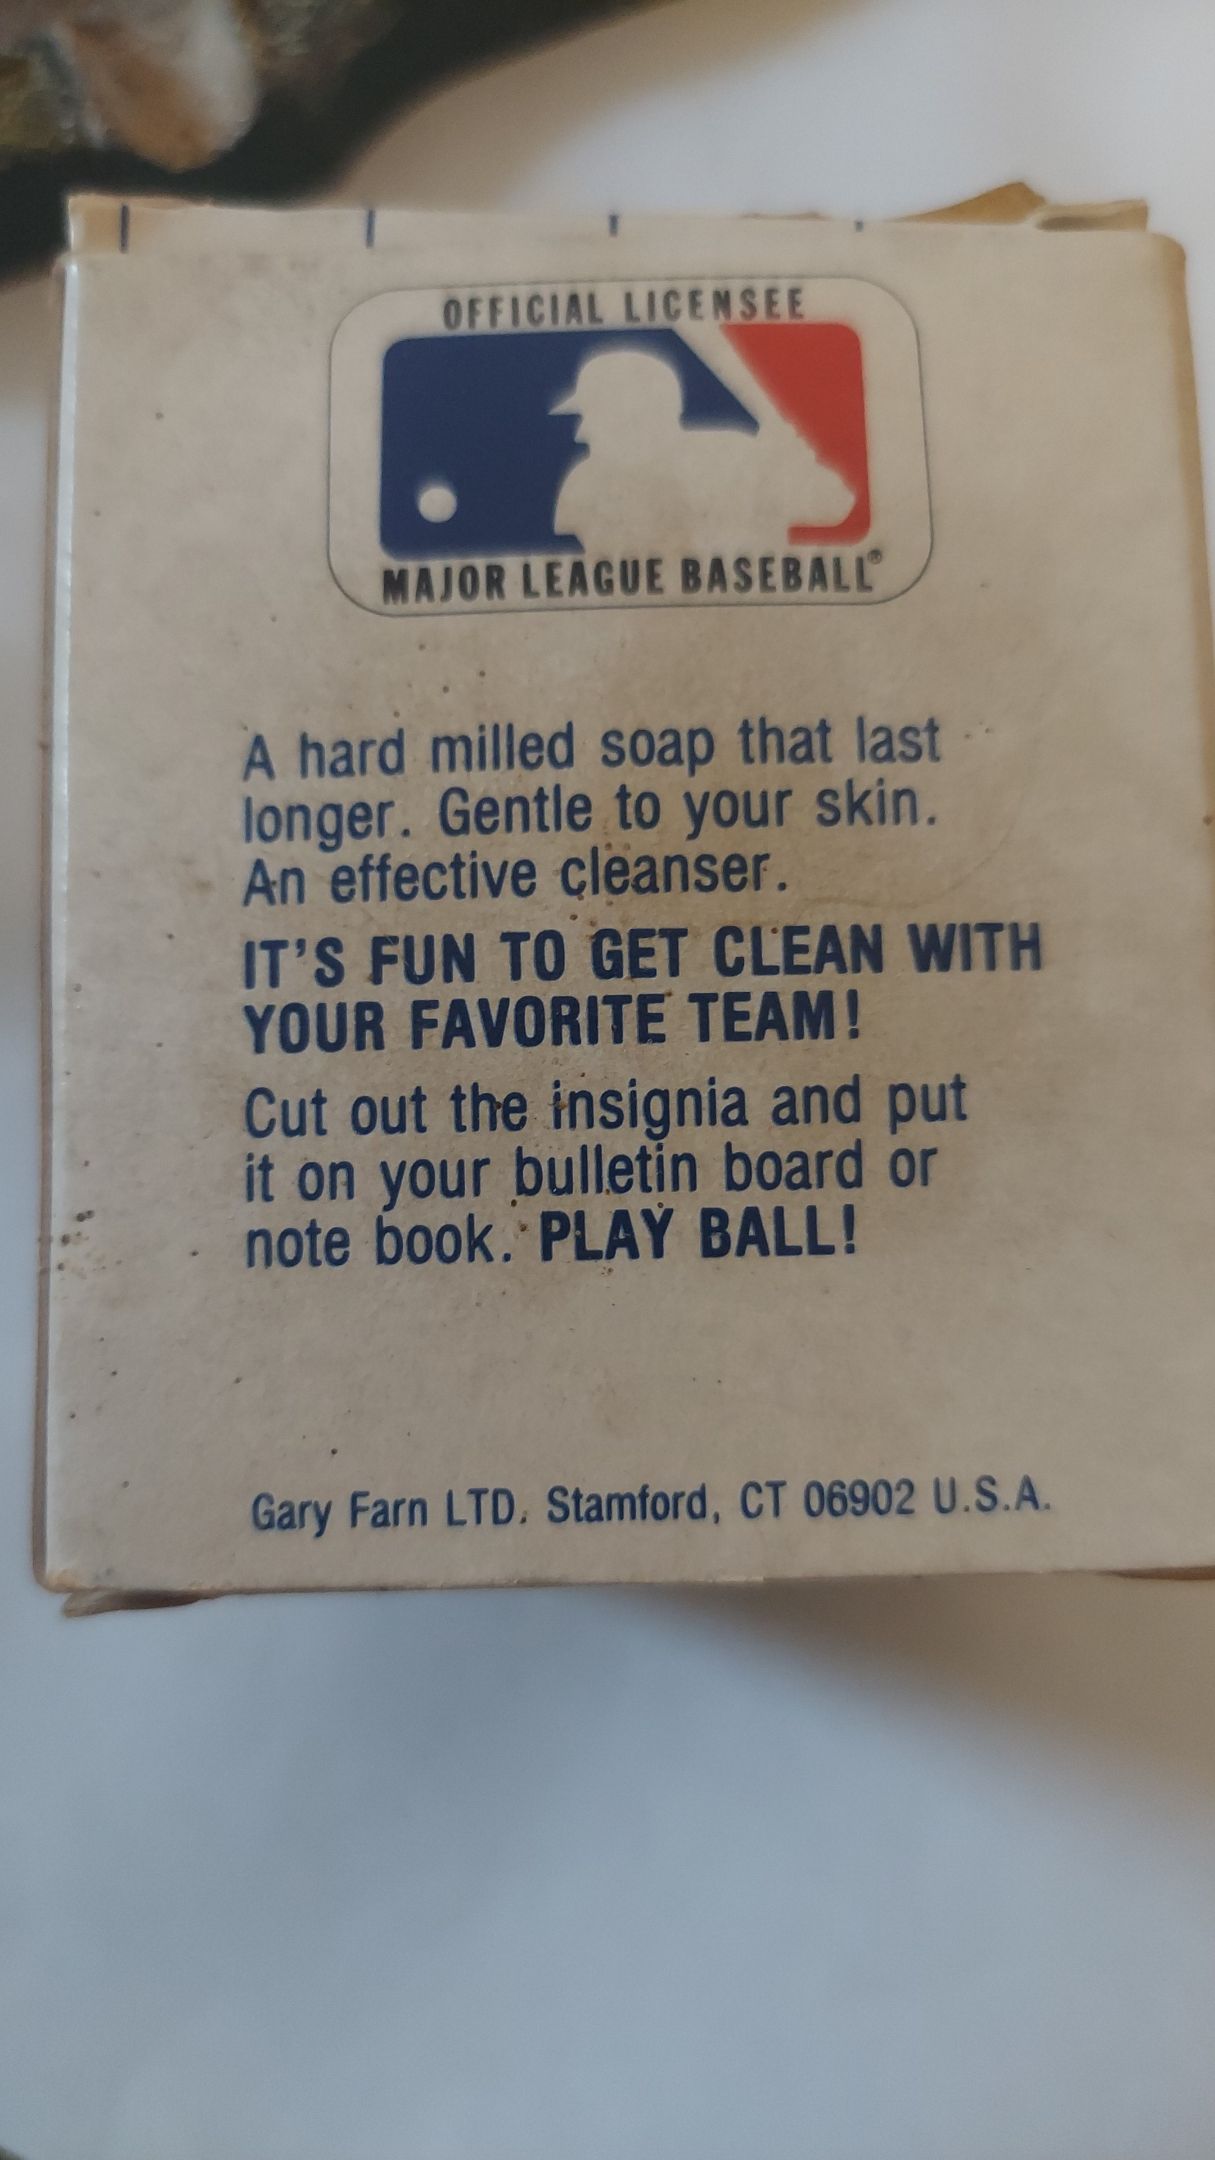 OFFICIAL LICENSEE
MAJOR LEAGUE BASEBALL®
A hard milled soap that last
longer. Gentle to your skin.
An effective cleanser.
IT'S FUN TO GET CLEAN WITH
YOUR FAVORITE TEAM!
Cut out the insignia and put
it on your bulletin board or
note book. PLAY BALL!
Gary Farn LTD. Stamford, CT 06902 U.S.A.